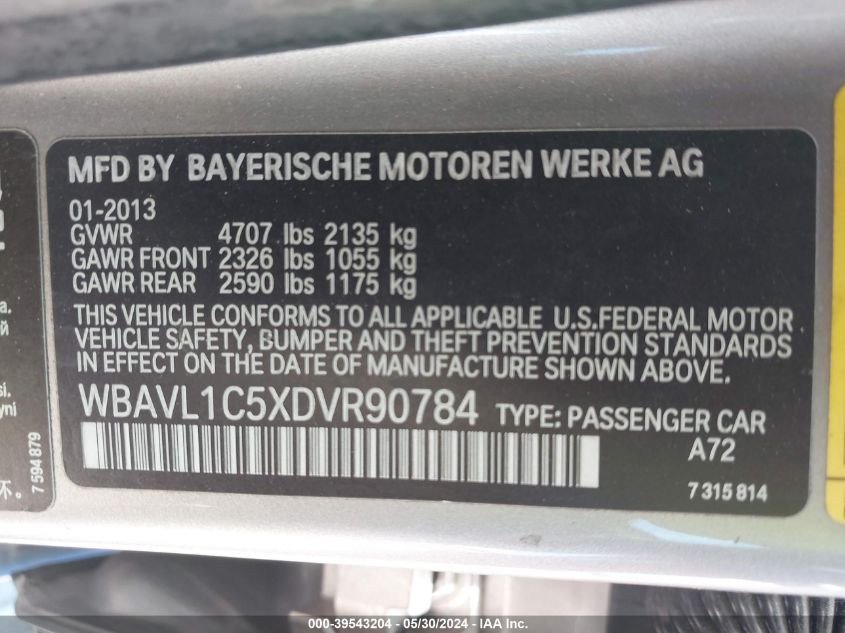 MFD BY BAYERISCHE MOTOREN WERKE AG
01-2013
GVWR 4707 lbs 2135 kg
GAWR FRONT 2326 lbs 1055 kg
GAWR REAR 2590 lbs 1175 kg
THIS VEHICLE CONFORMS TO ALL APPLICABLE U.S.FEDERAL MOTOR
VEHICLE SAFETY, BUMPER AND THEFT PREVENTION STANDARDS
IN EFFECT ON THE DATE OF MANUFACTURE SHOWN ABOVE.
WBAVL1C5XDVR90784 TYPE: PASSENGER CAR
A72
7 315 814
7 594 879
000-39543204 - 05/30/2024 - IAA Inc.